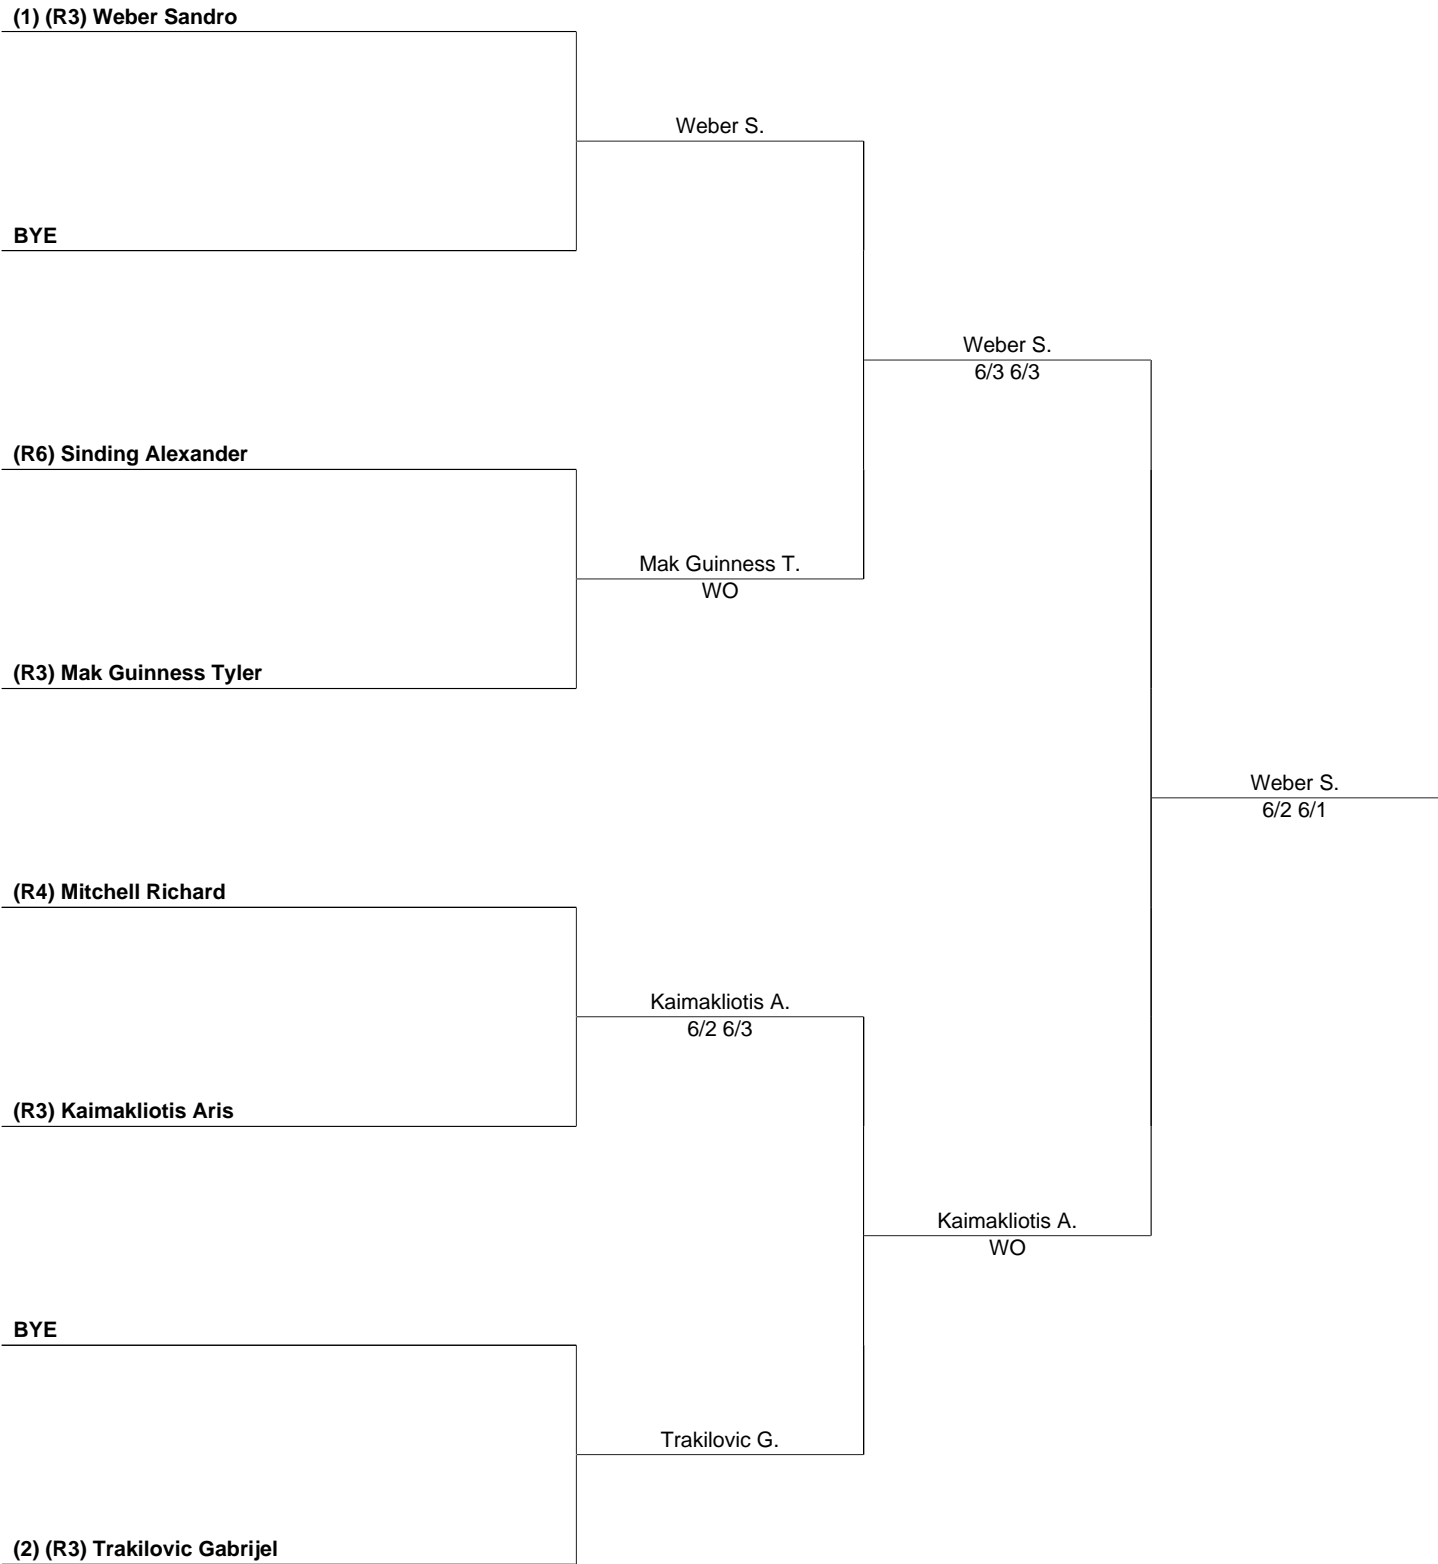 (1) (R3) Weber Sandro
Weber S.
BYE
Weber S.
6/3 6/3
(R6) Sinding Alexander
Mak Guinness T.
WO
(R3) Mak Guinness Tyler
Weber S.
6/2 6/1
(R4) Mitchell Richard
Kaimakliotis A.
6/2 6/3
(R3) Kaimakliotis Aris
Kaimakliotis A.
WO
BYE
Trakilovic G.
(2) (R3) Trakilovic Gabrijel